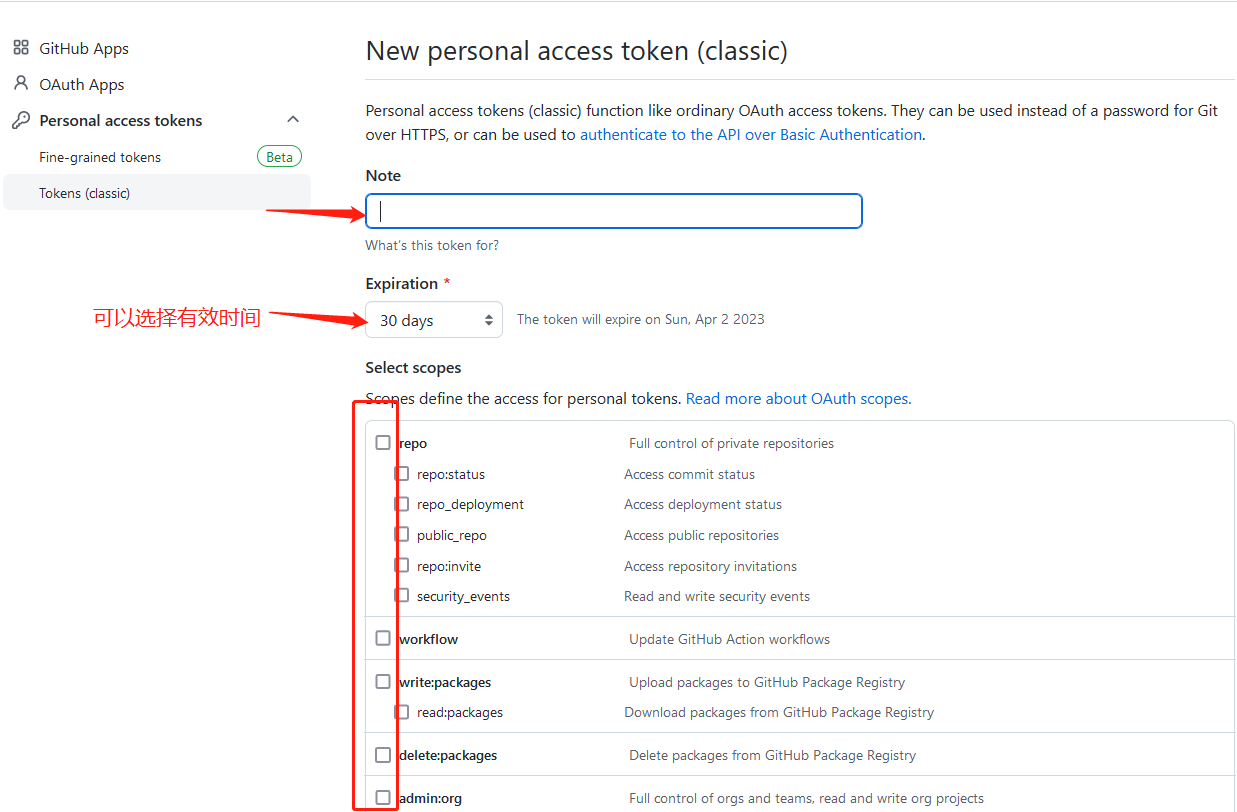 GitHub Apps
OAuth Apps
Personal access tokens
Fine-grained tokens Beta
Tokens (classic)
New personal access token (classic)
Personal access tokens (classic) function like ordinary OAuth access tokens. They can be used instead of a password for Git
over HTTPS, or can be used to authenticate to the API over Basic Authentication.
Note
What's this token for?
Expiration *
可以选择有效时间
30 days The token will expire on Sun, Apr 2 2023
Select scopes
Scopes define the access for personal tokens. Read more about OAuth scopes.
repo Full control of private repositories
repo:status Access commit status
repo_deployment Access deployment status
public_repo Access public repositories
repo:invite Access repository invitations
security_events Read and write security events
workflow Update GitHub Action workflows
write:packages Upload packages to GitHub Package Registry
read:packages Download packages from GitHub Package Registry
delete:packages Delete packages from GitHub Package Registry
admin:org Full control of orgs and teams, read and write org projects